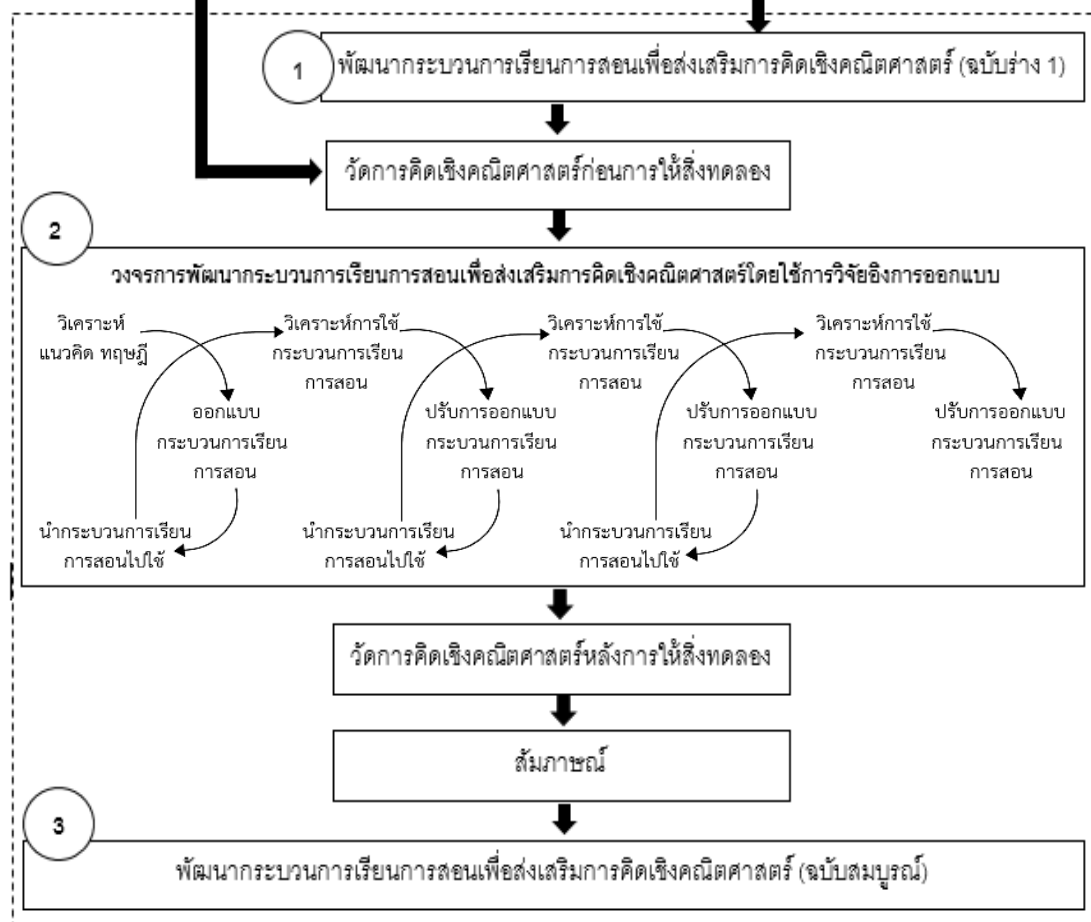 1
พัฒนากระบวนการเรียนการสอนเพื่อส่งเสริมการคิดเชิงคณิตศาสตร์ (ฉบับร่าง 1)
วัดการคิดเชิงคณิตศาสตร์ก่อนการให้สิ่งทดลอง
2
วงจรการพัฒนากระบวนการเรียนการสอนเพื่อส่งเสริมการคิดเชิงคณิตศาสตร์โดยใช้การวิจัยอิงการออกแบบ
วิเคราะห์
แนวคิด ทฤษฎี
ออกแบบ
กระบวนการเรียน
การสอน
นำกระบวนการเรียน
การสอนไปใช้
วิเคราะห์การใช้
กระบวนการเรียน
การสอน
ปรับการออกแบบ
กระบวนการเรียน
การสอน
นำกระบวนการเรียน
การสอนไปใช้
วิเคราะห์การใช้
กระบวนการเรียน
การสอน
ปรับการออกแบบ
กระบวนการเรียน
การสอน
นำกระบวนการเรียน
การสอนไปใช้
วิเคราะห์การใช้
กระบวนการเรียน
การสอน
ปรับการออกแบบ
กระบวนการเรียน
การสอน
วัดการคิดเชิงคณิตศาสตร์หลังการให้สิ่งทดลอง
สัมภาษณ์
3
พัฒนากระบวนการเรียนการสอนเพื่อส่งเสริมการคิดเชิงคณิตศาสตร์ (ฉบับสมบูรณ์)